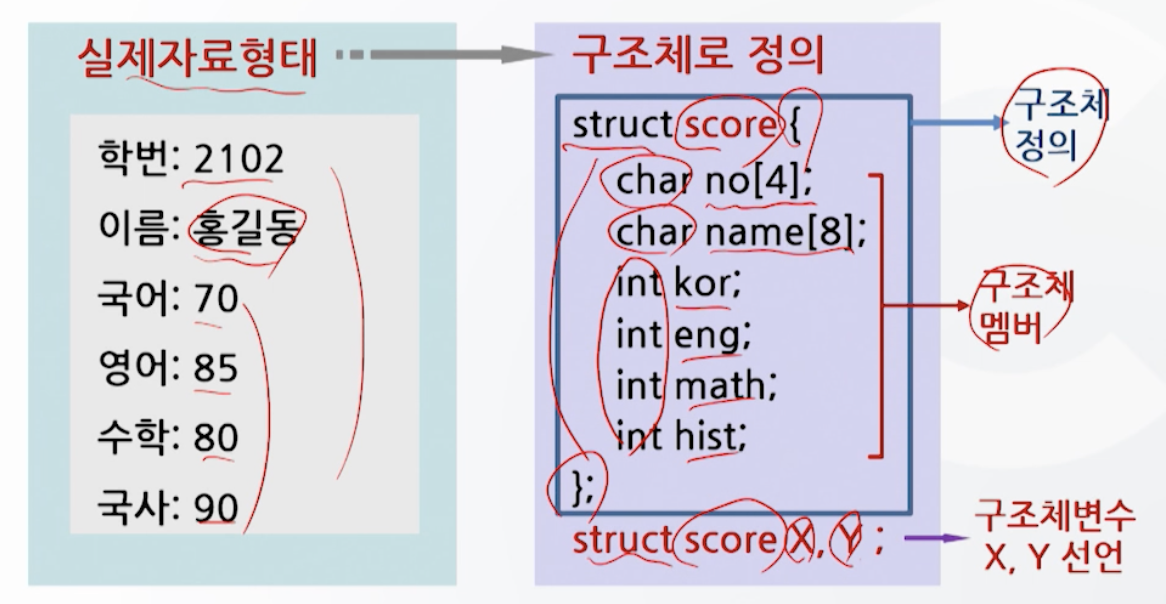 실제자료형태
학번: 2102
이름: 홍길동
국어: 70
영어: 85
수학: 80
국사: 90
구조체로 정의
struct score {
char no[4];
char name[8];
int kor;
int eng;
int math;
int hist;
};
struct score X, Y ;
구조체
정의
구조체
멤버
구조체변수
X, Y 선언